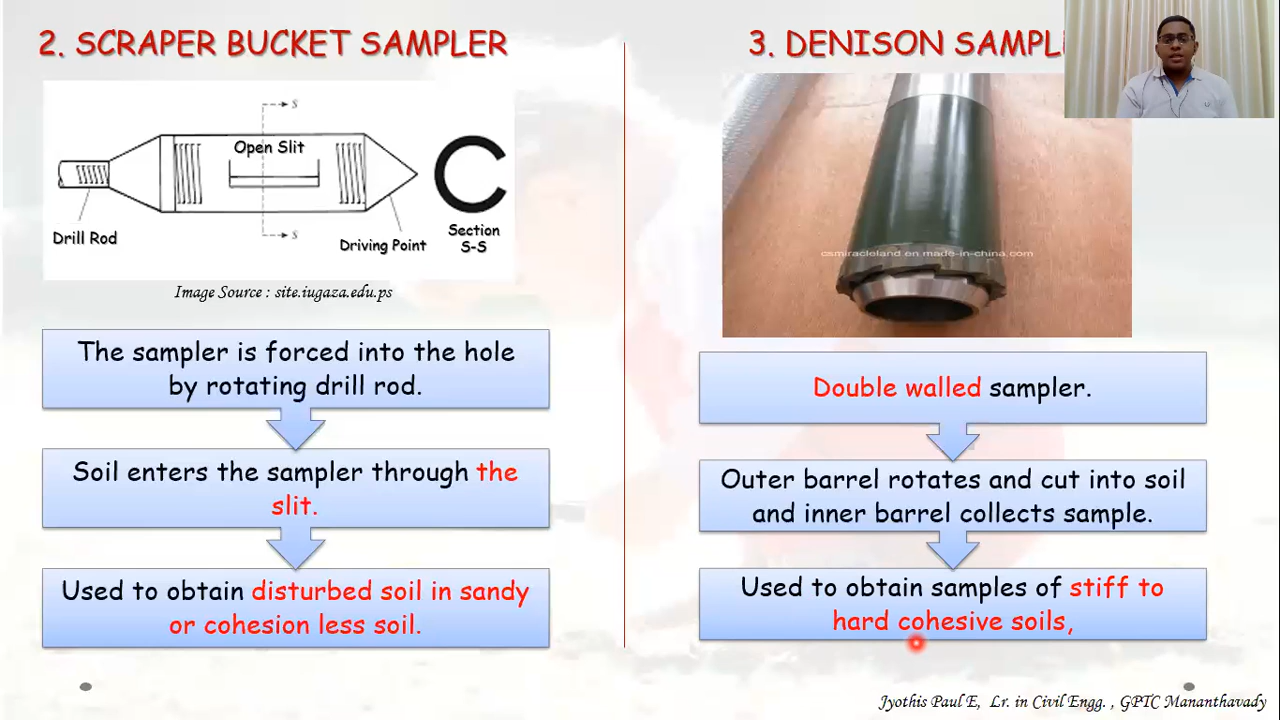 2. SCRAPER BUCKET SAMPLER
S
Open Slit
S
Drill Rod
Driving Point
Section
S-S
Image Source : site.iugaza.edu.ps
The sampler is forced into the hole
by rotating drill rod.
Soil enters the sampler through the
slit.
Used to obtain disturbed soil in sandy
or cohesion less soil.
3. DENISON SAMPL
csmiracleland.en.made-in-china.com
Double walled sampler.
Outer barrel rotates and cut into soil
and inner barrel collects sample.
Used to obtain samples of stiff to
hard cohesive soils,
Jyothis Paul E, Lr. in Civil Engg. , GPTC Mananthavady